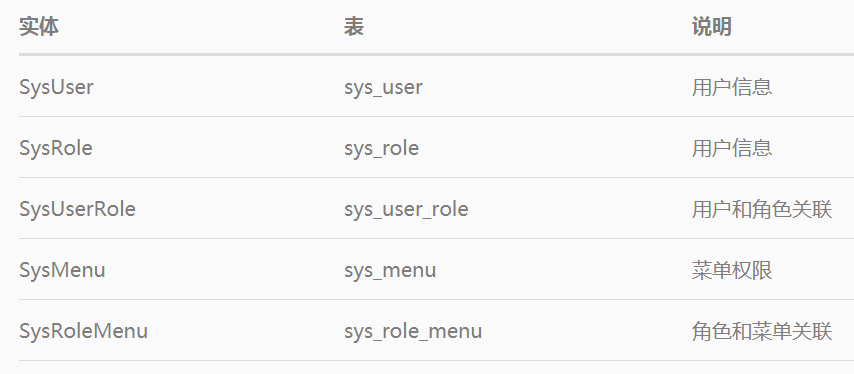 实体 表 说明
SysUser sys_user 用户信息
SysRole sys_role 用户信息
SysUserRole sys_user_role 用户和角色关联
SysMenu sys_menu 菜单权限
SysRoleMenu sys_role_menu 角色和菜单关联